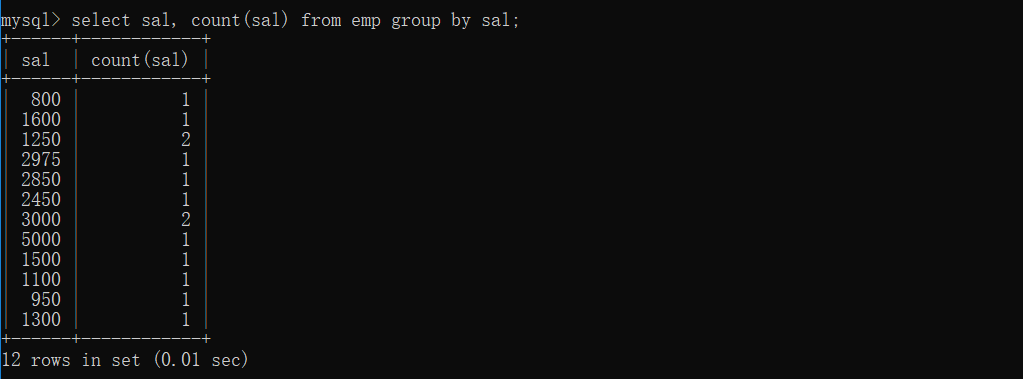 mysql> select sal, count(sal) from emp group by sal;
+------+------------+
| sal  | count(sal) |
+------+------------+
|  800 |          1 |
| 1600 |          1 |
| 1250 |          2 |
| 2975 |          1 |
| 2850 |          1 |
| 2450 |          1 |
| 3000 |          2 |
| 5000 |          1 |
| 1500 |          1 |
| 1100 |          1 |
|  950 |          1 |
| 1300 |          1 |
+------+------------+
12 rows in set (0.01 sec)